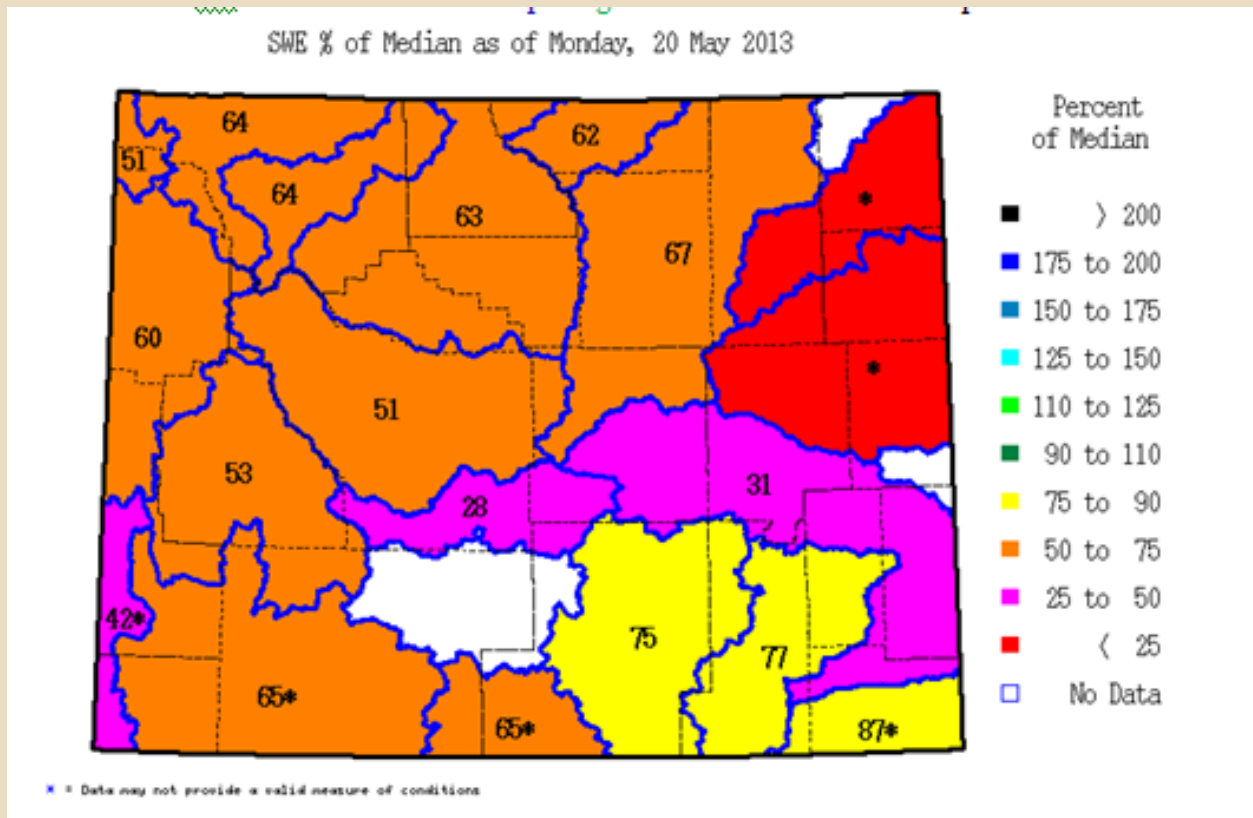 SWE % of Median as of Monday, 20 May 2013
Percent
of Median
> 200
175 to 200
150 to 175
125 to 150
110 to 125
90 to 110
75 to 90
50 to 75
25 to 50
< 25
No Data
64
62
51
64
*
63
67
60
*
51
53
31
28
42*
75
77
65*
65*
87*
* = Data may not provide a valid measure of conditions